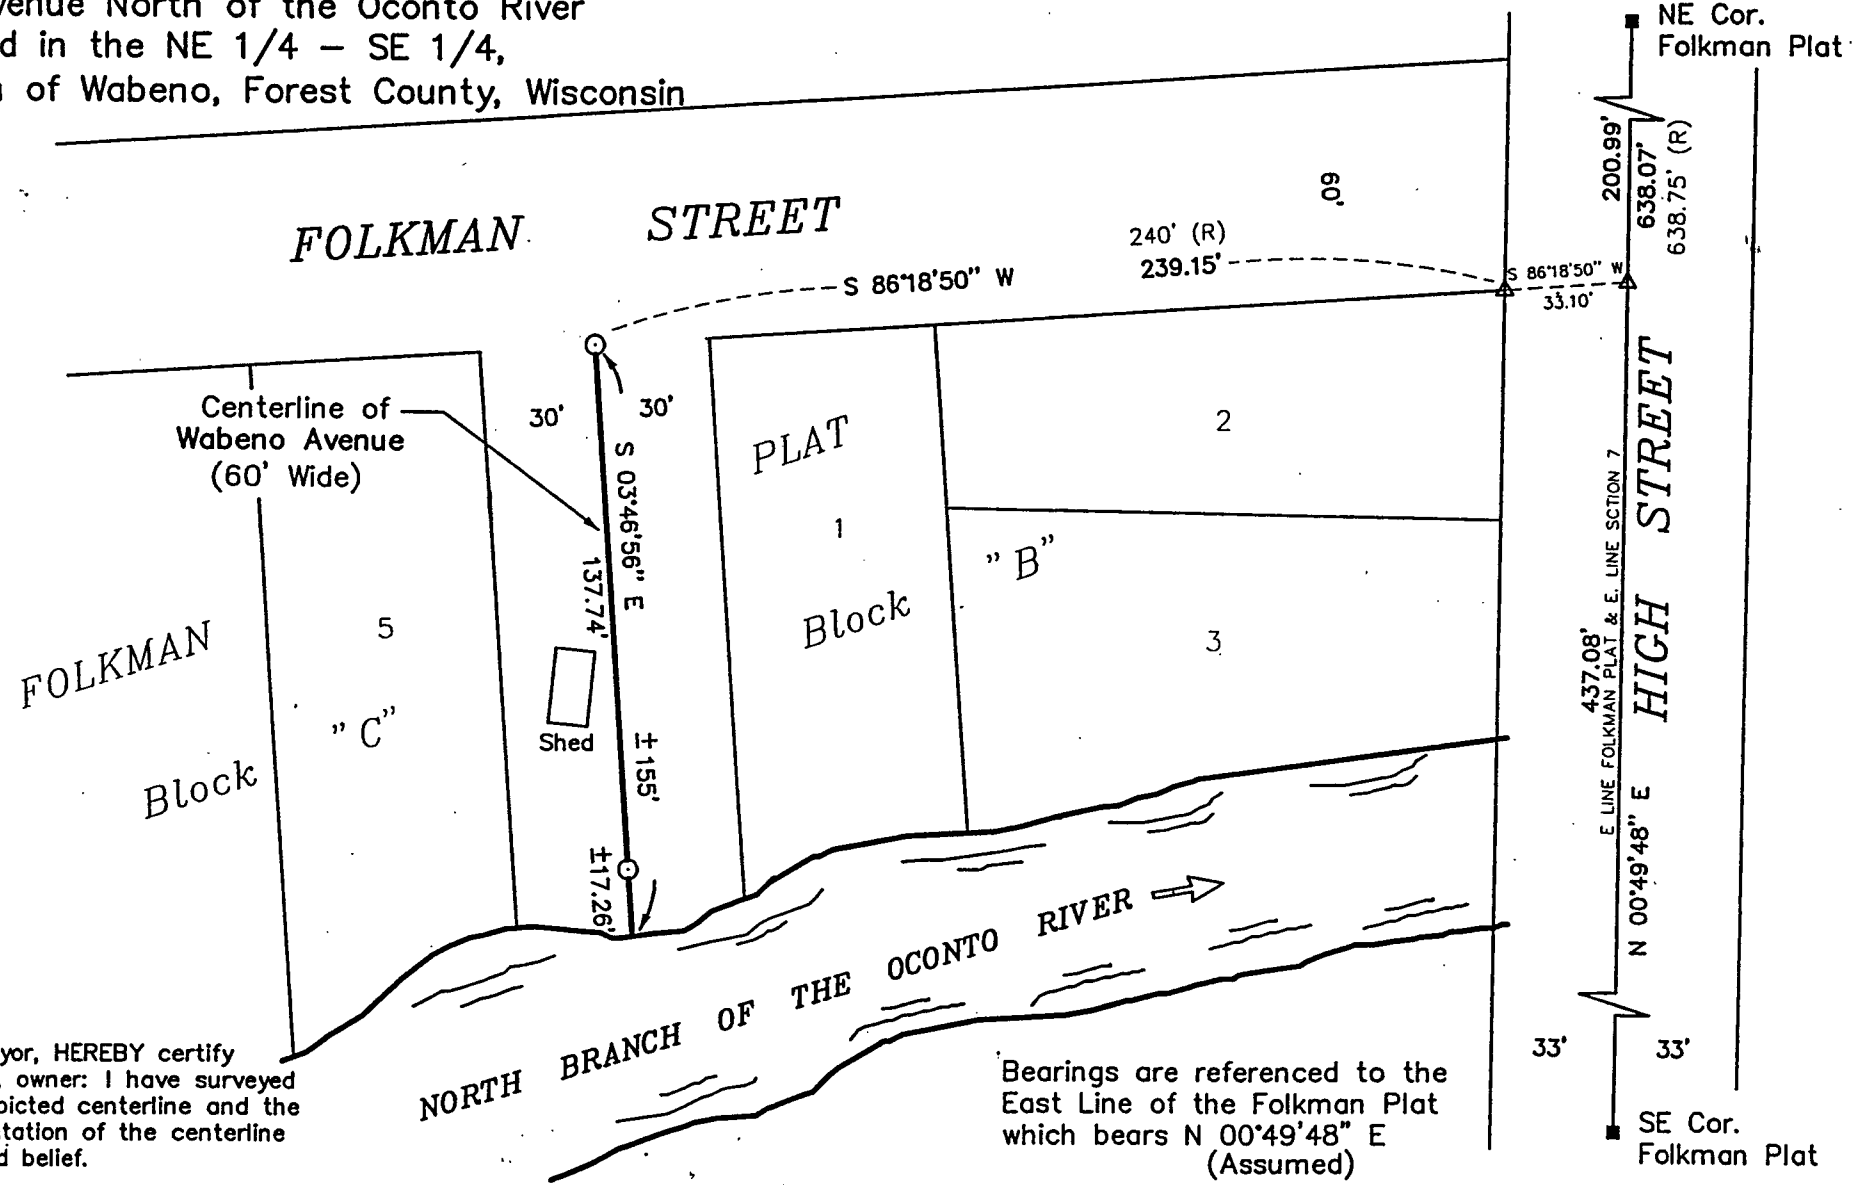 North of the Oconto River
in the NE 1/4 – SE 1/4,
of Wabeno, Forest County, Wisconsin
NE Cor.
Folkman Plat
200.99'
638.07'
638.75' (R)
60'
FOLKMAN STREET
240' (R)
239.15'
S 86°18'50" W
S 86°18'50" W
33.10'
Centerline of
Wabeno Avenue
(60' Wide)
30'
30'
S 03°46'56" E
137.74'
±155'
±17.26'
Shed
PLAT
1
Block
"B"
2
3
FOLKMAN
5
"C"
Block
HIGH STREET
E LINE FOLKMAN PLAT & E. LINE SCTION 7
437.08'
N 00°49'48" E
NORTH BRANCH OF THE OCONTO RIVER
33'
33'
yor, HEREBY certify
owner: I have surveyed
picted centerline and the
tation of the centerline
d belief.
Bearings are referenced to the
East Line of the Folkman Plat
which bears N 00°49'48" E
(Assumed)
SE Cor.
Folkman Plat